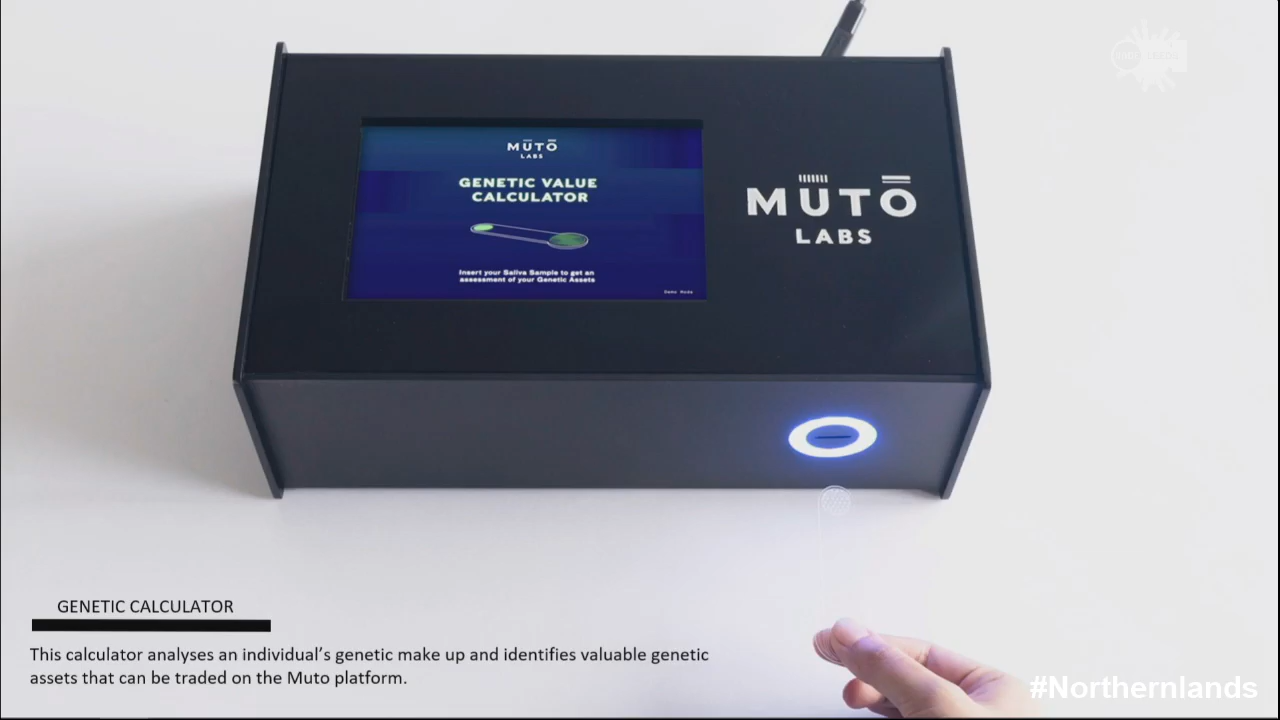 MUTO
LABS
GENETIC VALUE
CALCULATOR
Insert your Saliva Sample to get an
assessment of your Genetic Assets
Demo Mode
MUTO
LABS
GENETIC CALCULATOR
This calculator analyses an individual’s genetic make up and identifies valuable genetic
assets that can be traded on the Muto platform.
#Northernlands